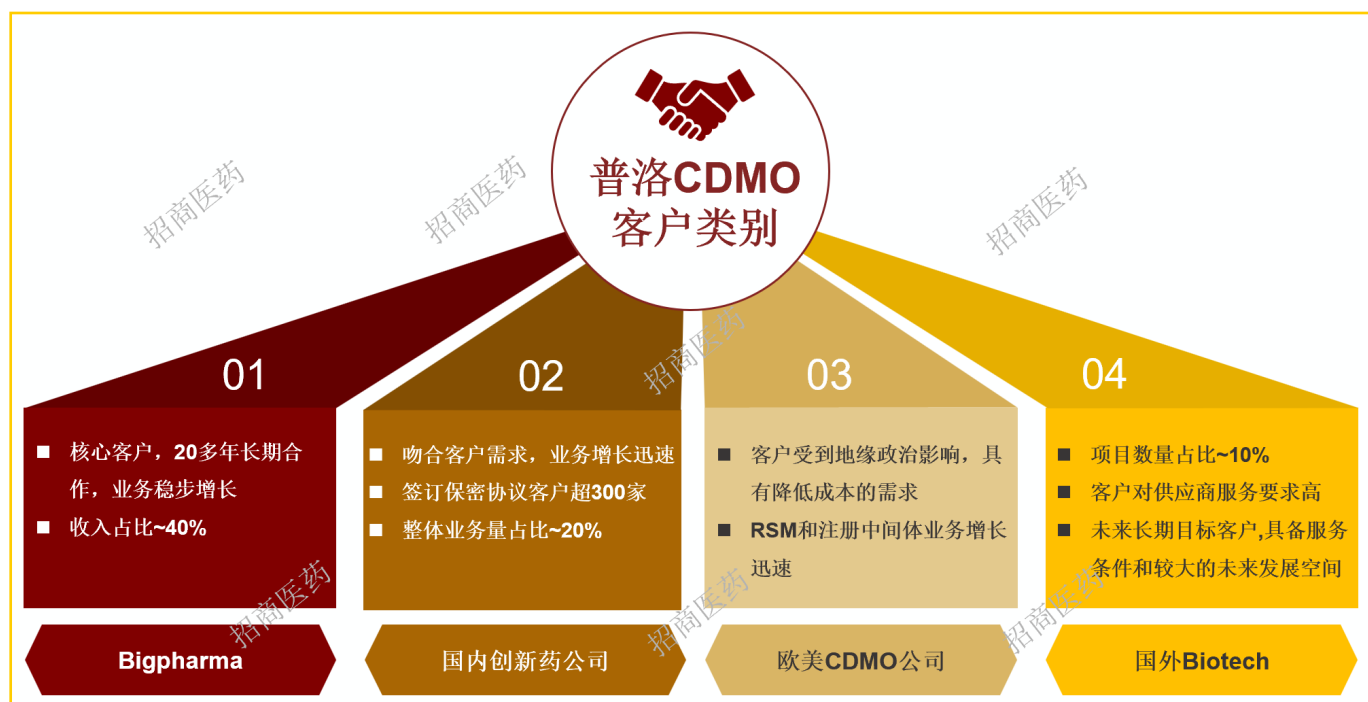 普洛CDMO
客户类别
招商医药
招商医药
招商医药
01
核心客户，20多年长期合
作，业务稳步增长
收入占比~40%
Bigpharma
招商医药
02
吻合客户需求，业务增长迅速
签订保密协议客户超300家
整体业务量占比~20%
国内创新药公司
招商医药
03
客户受到地缘政治影响，具
有降低成本的需求
RSM和注册中间体业务增长
迅速
欧美CDMO公司
招商医药
04
项目数量占比~10%
客户对供应商服务要求高
未来长期目标客户,具备服务
条件和较大的未来发展空间
国外Biotech
招商医药